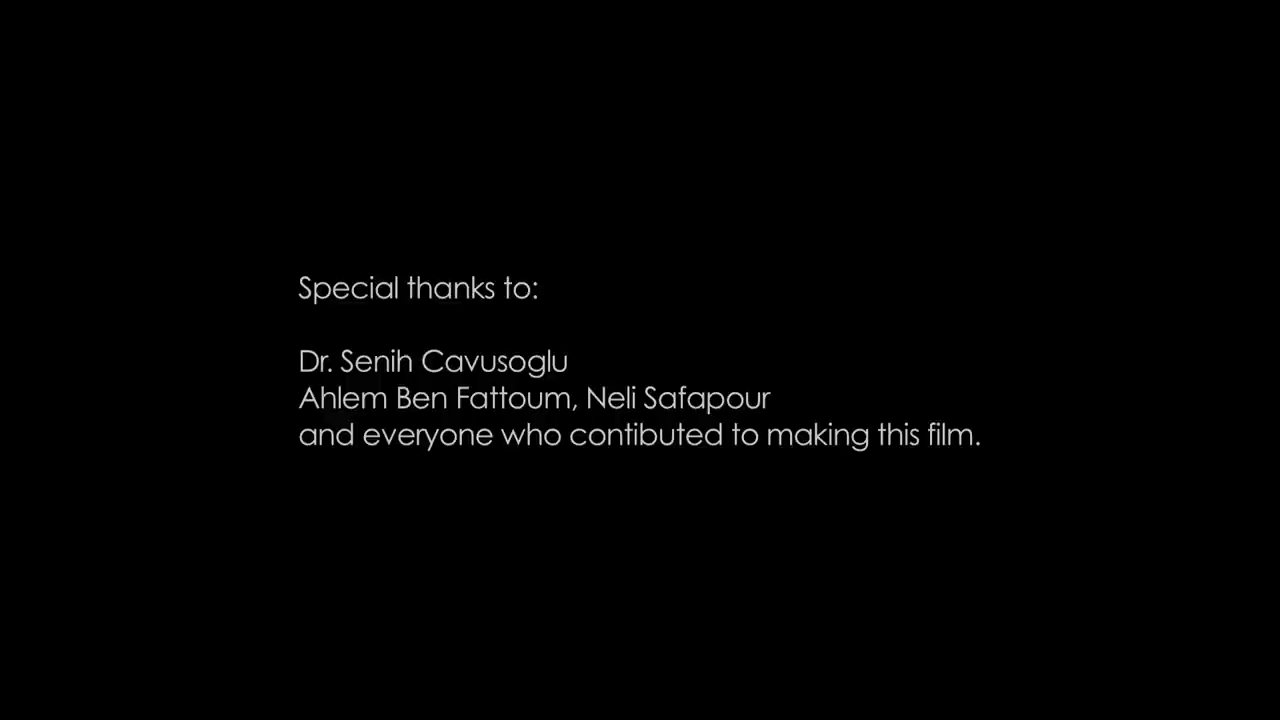 Special thanks to:
Dr. Senih Cavusoglu
Ahlem Ben Fattoum, Neli Safapour
and everyone who contibuted to making this film.